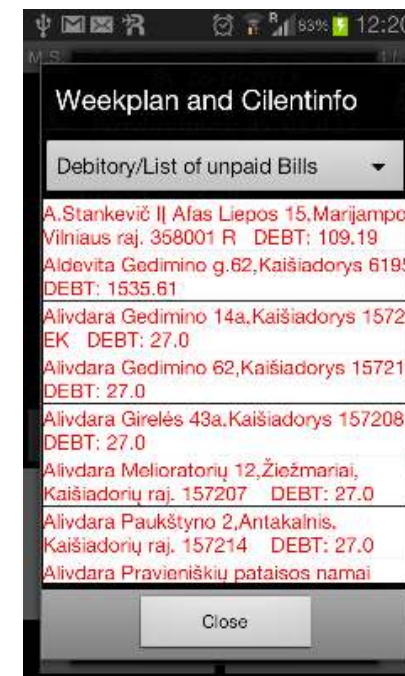 83% 12:20
M.S.
Weekplan and Cilentinfo
Debitory/List of unpaid Bills
A.Stankevič IĮ Afas Liepos 15,Marijampo
Vilniaus raj. 358001 R DEBT: 109.19
Aldevita Gedimino g.62,Kaišiadorys 6195
DEBT: 1535.61
Alivdara Gedimino 14a,Kaišiadorys 1572
EK DEBT: 27.0
Alivdara Gedimino 62,Kaišiadorys 15721
DEBT: 27.0
Alivdara Girelės 43a,Kaišiadorys 157208
DEBT: 27.0
Alivdara Melioratorių 12,Žiežmariai,
Kaišiadorių raj. 157207 DEBT: 27.0
Alivdara Paukštyno 2,Antakalnis,
Kaišiadorių raj. 157214 DEBT: 27.0
Alivdara Pravieniškių pataisos namai
Close